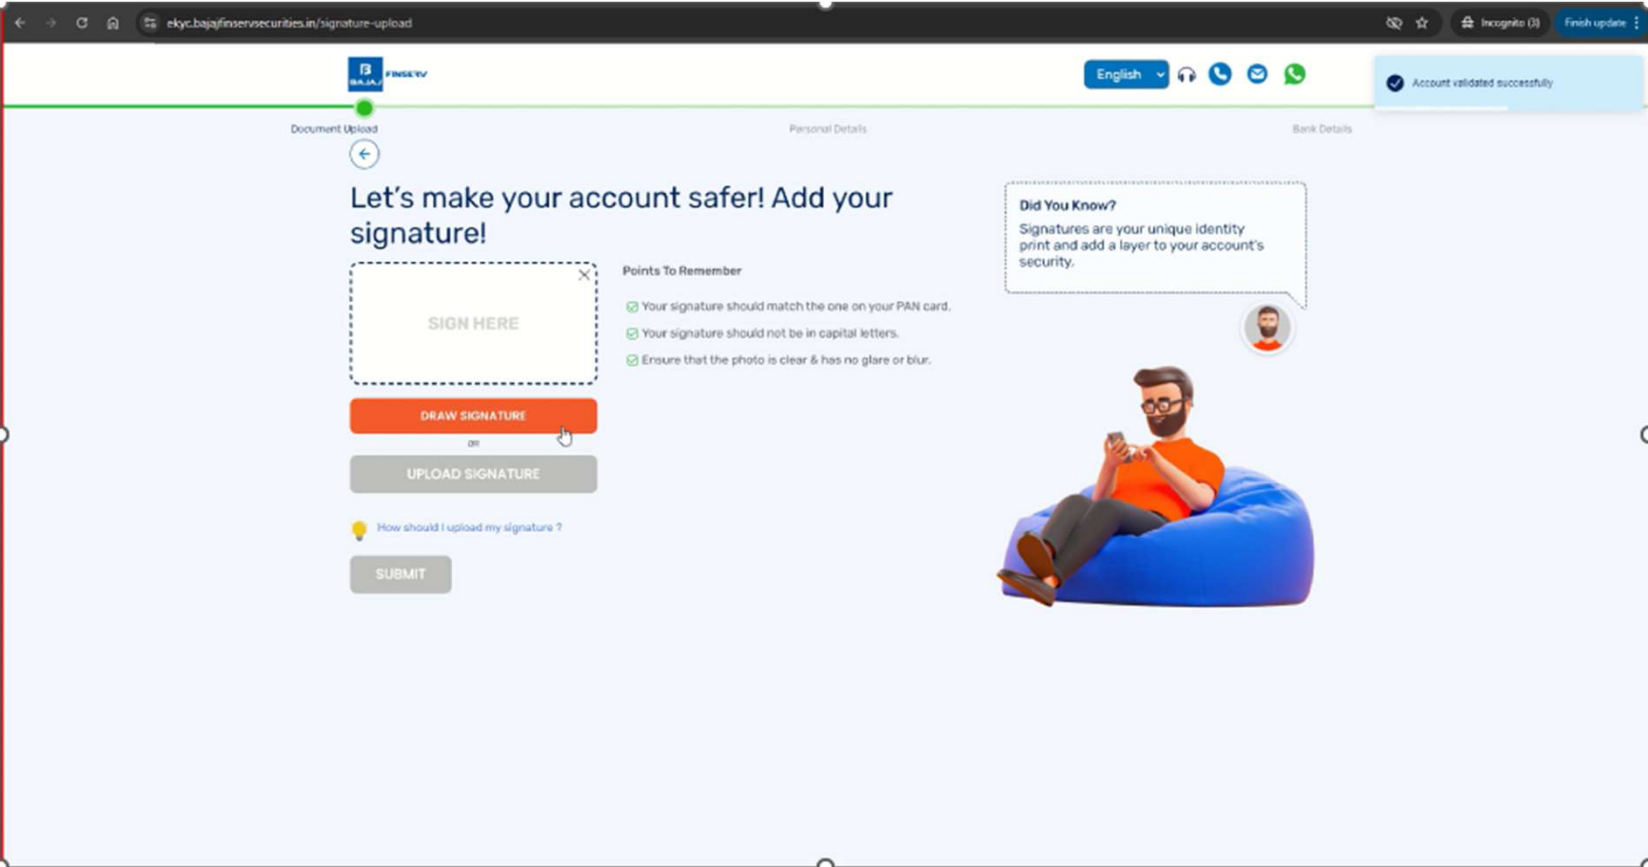 ekyc.bajajfinservsecurities.in/signature-upload
Incognito (3)
Finish update
B
BAJAJ
FINSERV
English
Account validated successfully
Document Upload
Personal Details
Bank Details
Let's make your account safer! Add your
signature!
SIGN HERE
Points To Remember
Your signature should match the one on your PAN card.
Your signature should not be in capital letters.
Ensure that the photo is clear & has no glare or blur.
DRAW SIGNATURE
OR
UPLOAD SIGNATURE
How should I upload my signature ?
SUBMIT
Did You Know?
Signatures are your unique identity
print and add a layer to your account's
security.